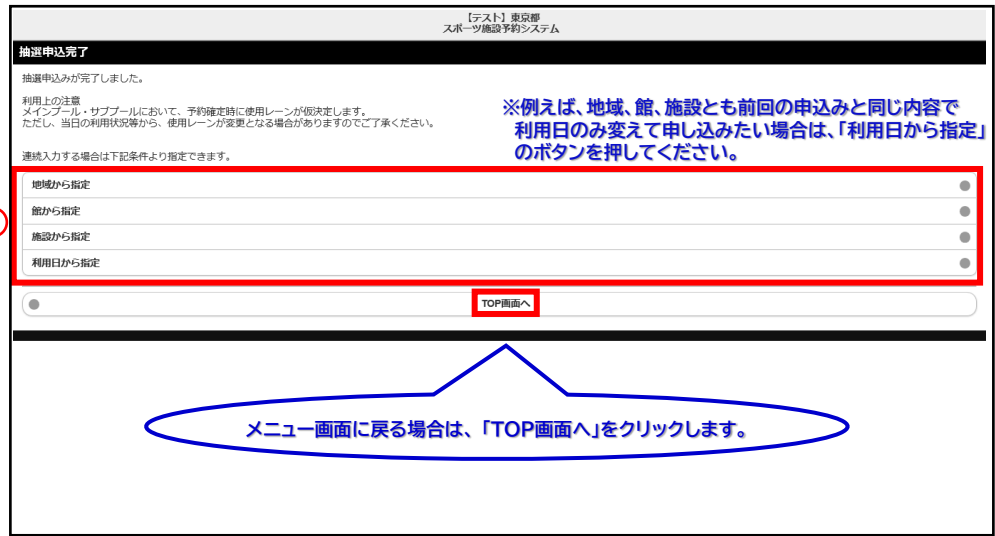 【テスト】東京都
スポーツ施設予約システム
抽選申込完了
抽選申込みが完了しました。
利用上の注意
メインプール・サブプールにおいて、予約確定時に使用レーンが仮決定します。
ただし、当日の利用状況等から、使用レーンが変更となる場合がありますのでご了承ください。
※例えば、地域、館、施設とも前回の申込みと同じ内容で
利用日のみ変えて申し込みたい場合は、「利用日から指定」
のボタンを押してください。
連続入力する場合は下記条件より指定できます。
地域から指定
館から指定
施設から指定
利用日から指定
TOP画面へ
メニュー画面に戻る場合は、「TOP画面へ」をクリックします。